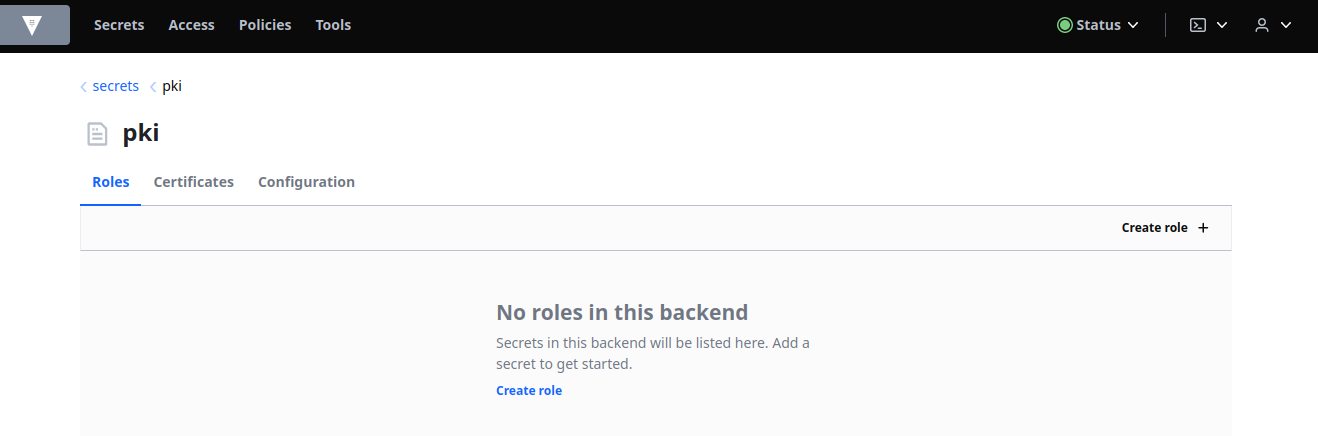 Secrets Access Policies Tools Status
secrets pki
pki
Roles Certificates Configuration
Create role +
No roles in this backend
Secrets in this backend will be listed here. Add a
secret to get started.
Create role